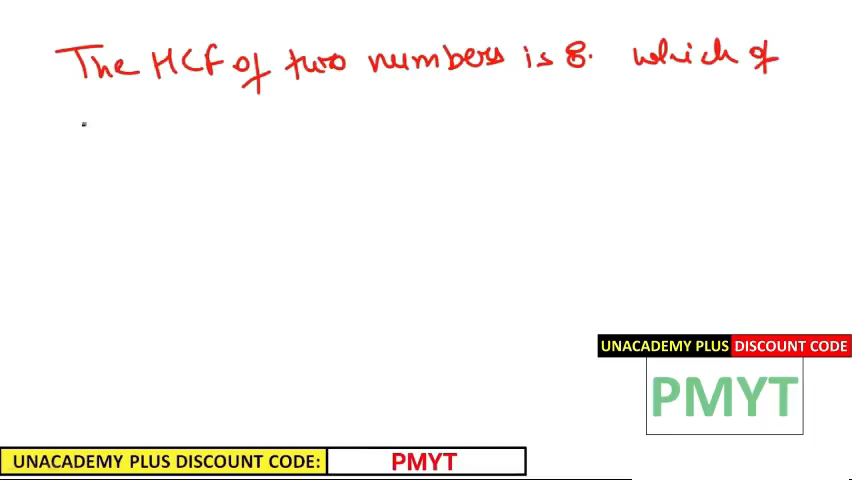 The HCF of two numbers is 8. which of
UNACADEMY PLUS DISCOUNT CODE
PMYT
UNACADEMY PLUS DISCOUNT CODE: PMYT